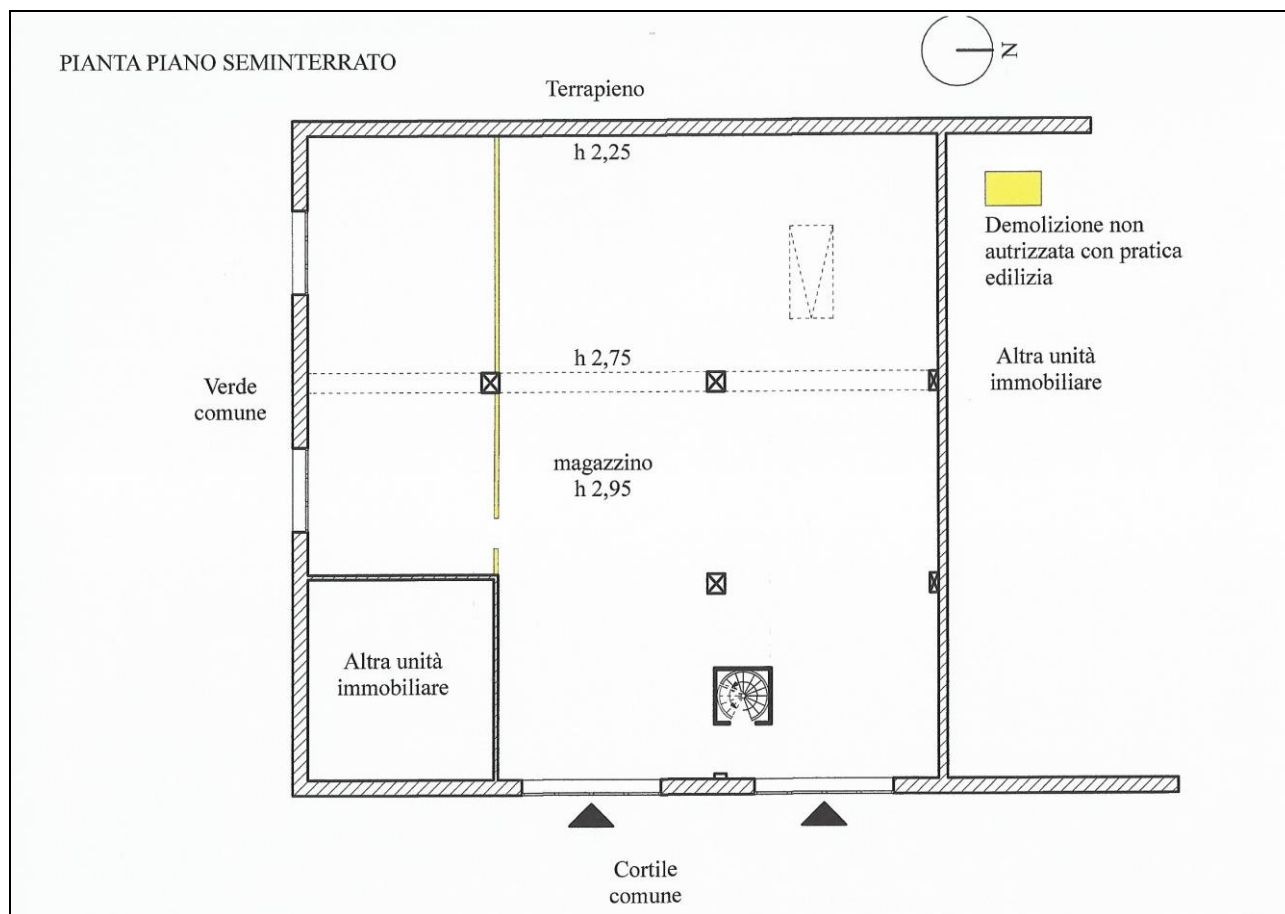 PIANTA PIANO SEMINTERRATO
N
Terrapieno
h 2,25
Demolizione non
autrizzata con pratica
edilizia
h 2,75
Altra unità
immobiliare
Verde
comune
magazzino
h 2,95
Altra unità
immobiliare
Cortile
comune